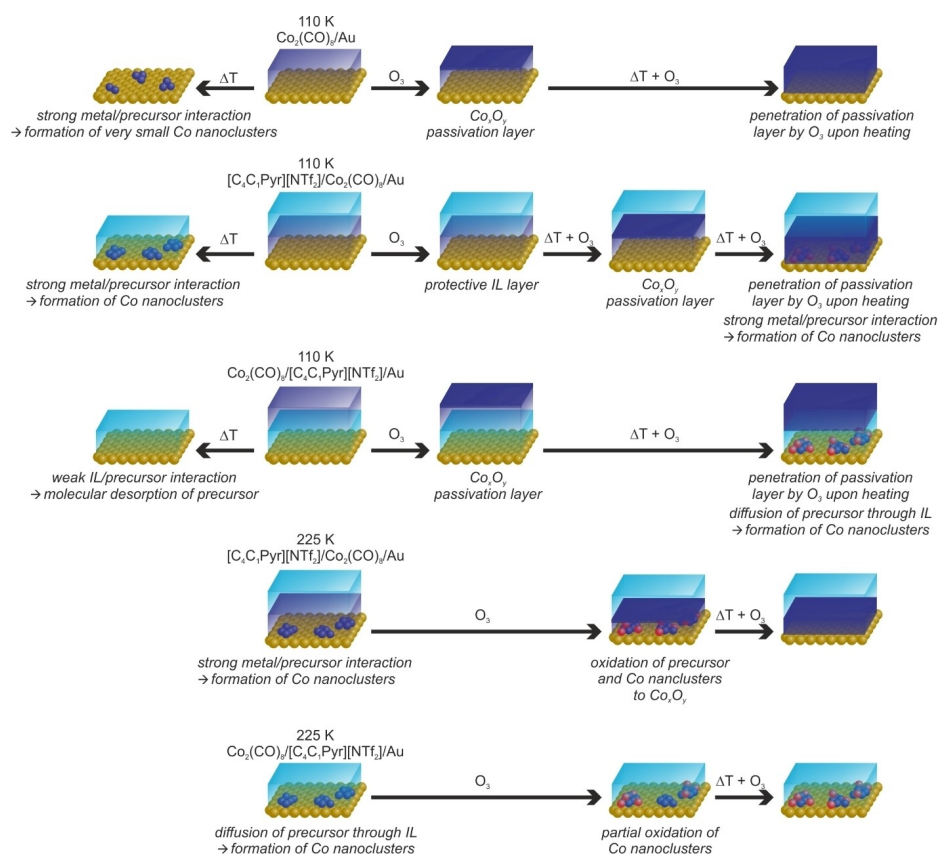 110 K
Co₂(CO)₈/Au
ΔT
O₃
ΔT + O₃
strong metal/precursor interaction
→ formation of very small Co nanoclusters
CoₓOᵧ
passivation layer
penetration of passivation
layer by O₃ upon heating
110 K
[C₄C₁Pyr][NTf₂]/Co₂(CO)₈/Au
ΔT
O₃
ΔT + O₃
ΔT + O₃
strong metal/precursor interaction
→ formation of Co nanoclusters
protective IL layer
CoₓOᵧ
passivation layer
penetration of passivation
layer by O₃ upon heating
strong metal/precursor interaction
→ formation of Co nanoclusters
110 K
Co₂(CO)₈/[C₄C₁Pyr][NTf₂]/Au
ΔT
O₃
ΔT + O₃
weak IL/precursor interaction
→ molecular desorption of precursor
CoₓOᵧ
passivation layer
penetration of passivation
layer by O₃ upon heating
diffusion of precursor through IL
→ formation of Co nanoclusters
225 K
[C₄C₁Pyr][NTf₂]/Co₂(CO)₈/Au
O₃
ΔT + O₃
strong metal/precursor interaction
→ formation of Co nanoclusters
oxidation of precursor
and Co nanclusters
to CoₓOᵧ
225 K
Co₂(CO)₈/[C₄C₁Pyr][NTf₂]/Au
O₃
ΔT + O₃
diffusion of precursor through IL
→ formation of Co nanoclusters
partial oxidation of
Co nanoclusters